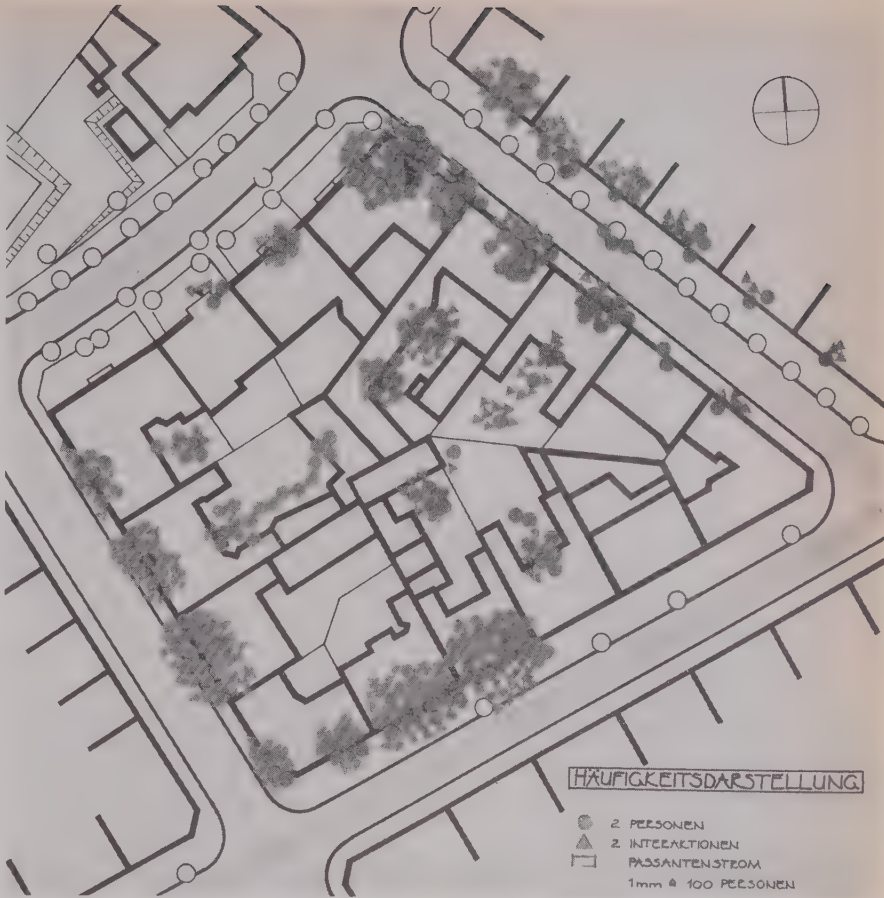 HÄUFIGKEITSDARSTELLUNG
2 PERSONEN
2 INTERAKTIONEN
PASSANTENSTROM
1mm ≙ 100 PERSONEN